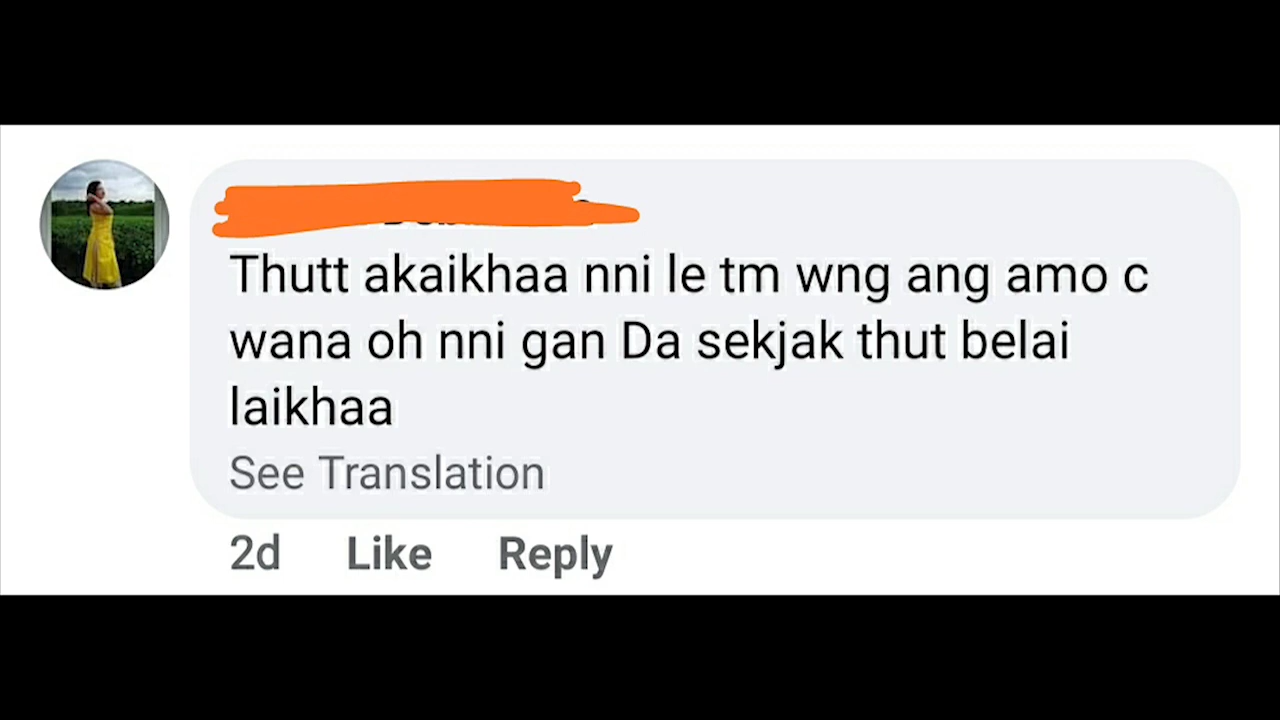 Thutt akaikhaa nni le tm wng ang amo c
wana oh nni gan Da sekjak thut belai
laikhaa
See Translation
2d Like Reply